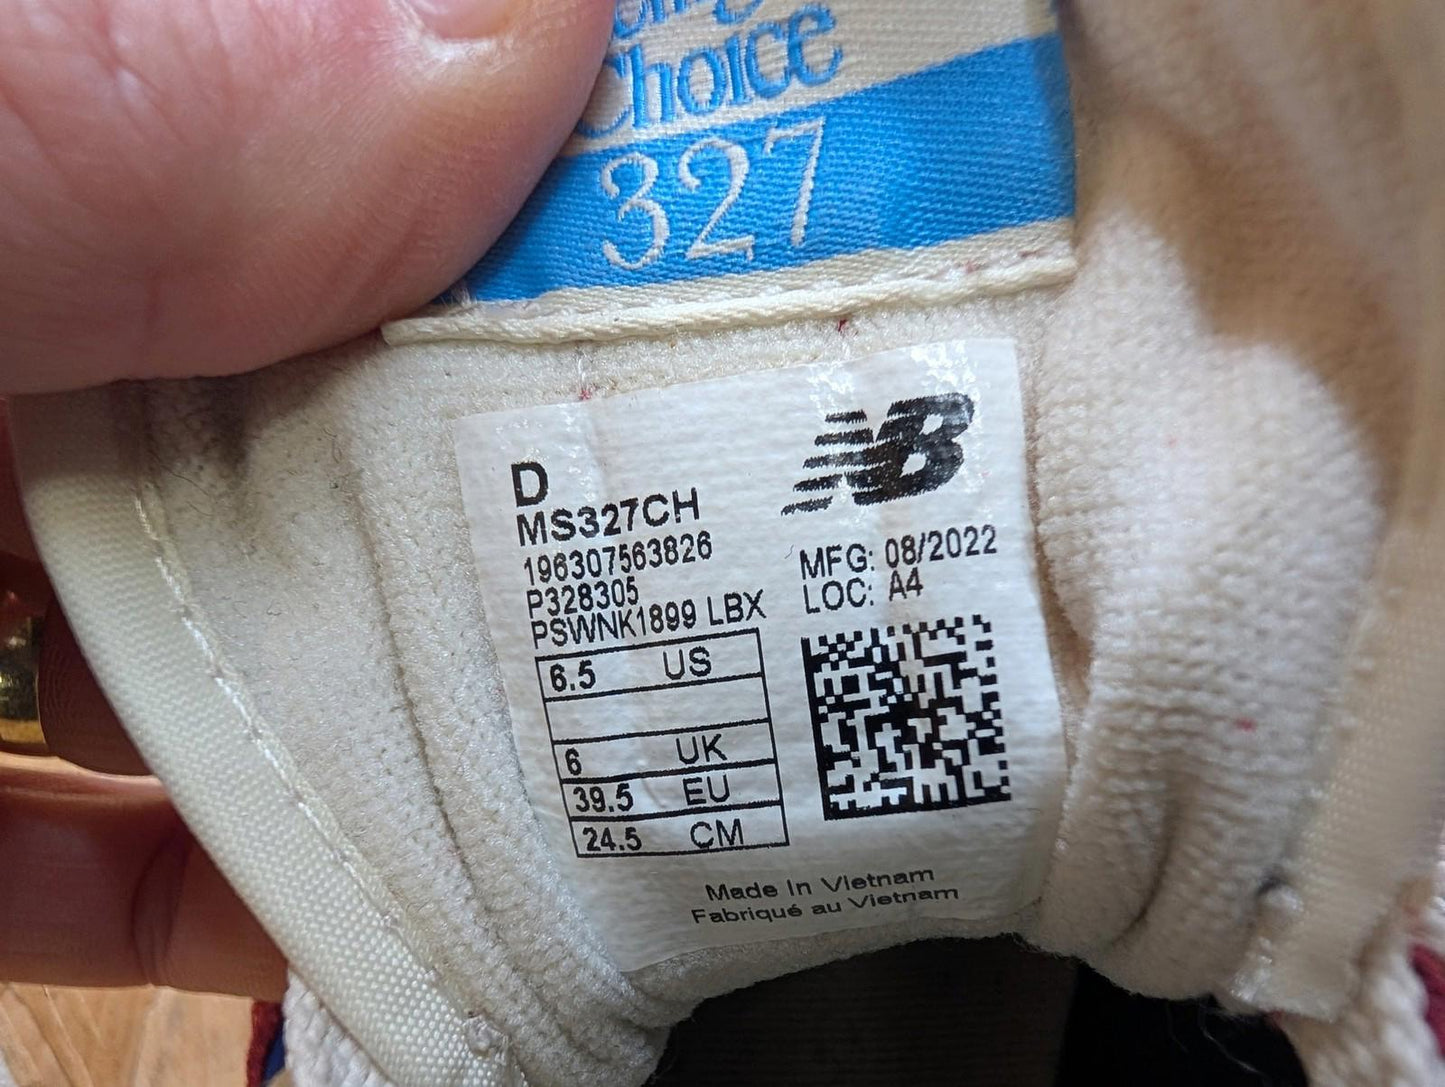 Choice
327
NB
D
MS327CH
196307563826
P328305
PSWNK1899 LBX
MFG: 08/2022
LOC: A4
6.5 US
6 UK
39.5 EU
24.5 CM
Made In Vietnam
Fabriqué au Vietnam